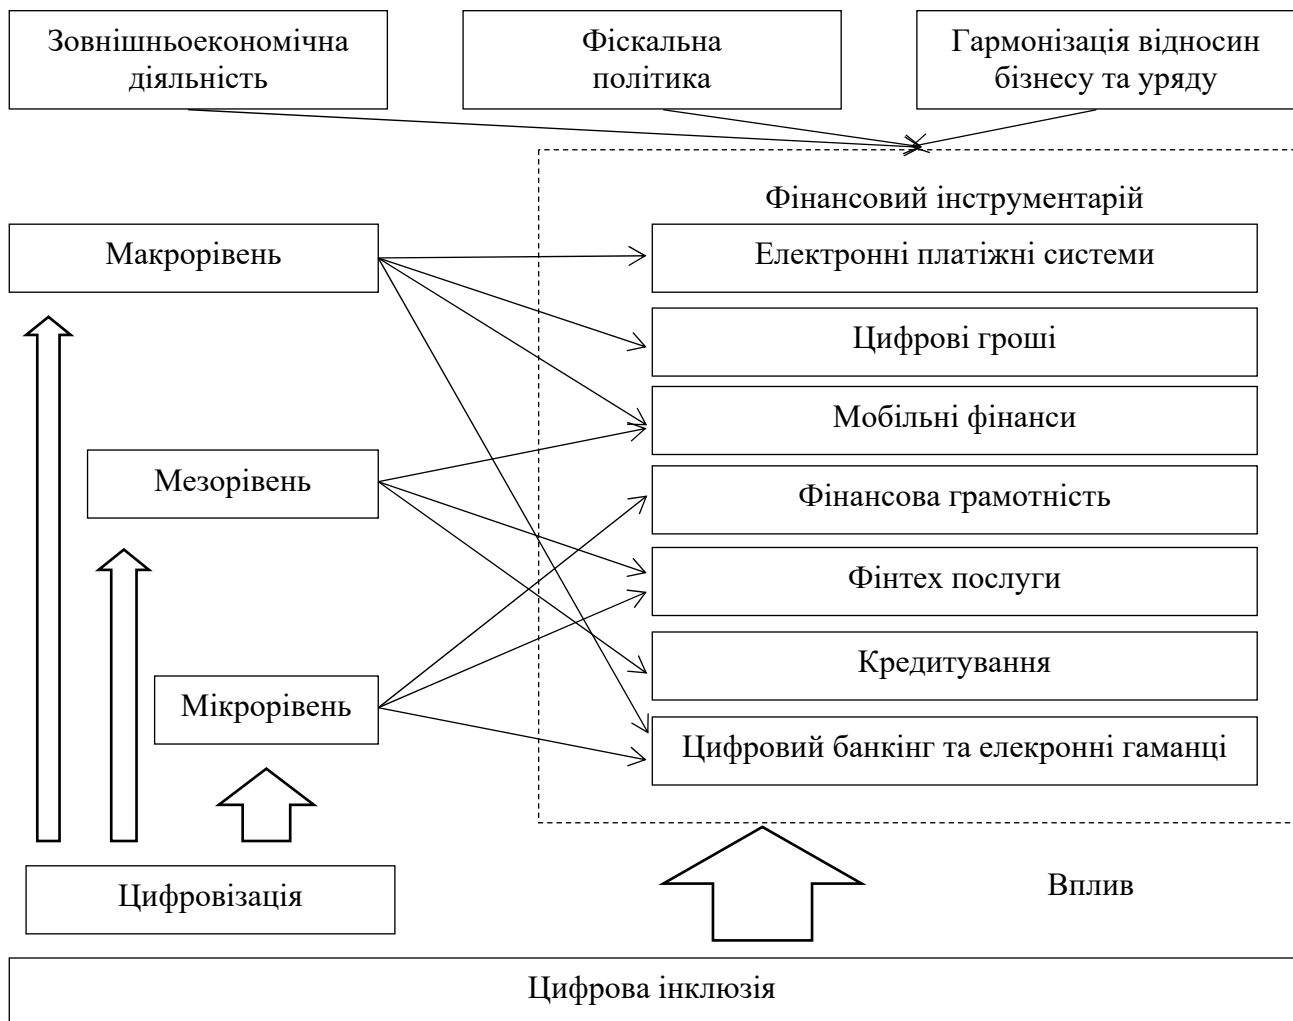 Зовнішньоекономічна
діяльність
Фіскальна
політика
Гармонізація відносин
бізнесу та уряду
Фінансовий інструментарій
Макрорівень
Електронні платіжні системи
Цифрові гроші
Мобільні фінанси
Мезорівень
Фінансова грамотність
Фінтех послуги
Кредитування
Мікрорівень
Цифровий банкінг та елекронні гаманці
Цифровізація
Вплив
Цифрова інклюзія